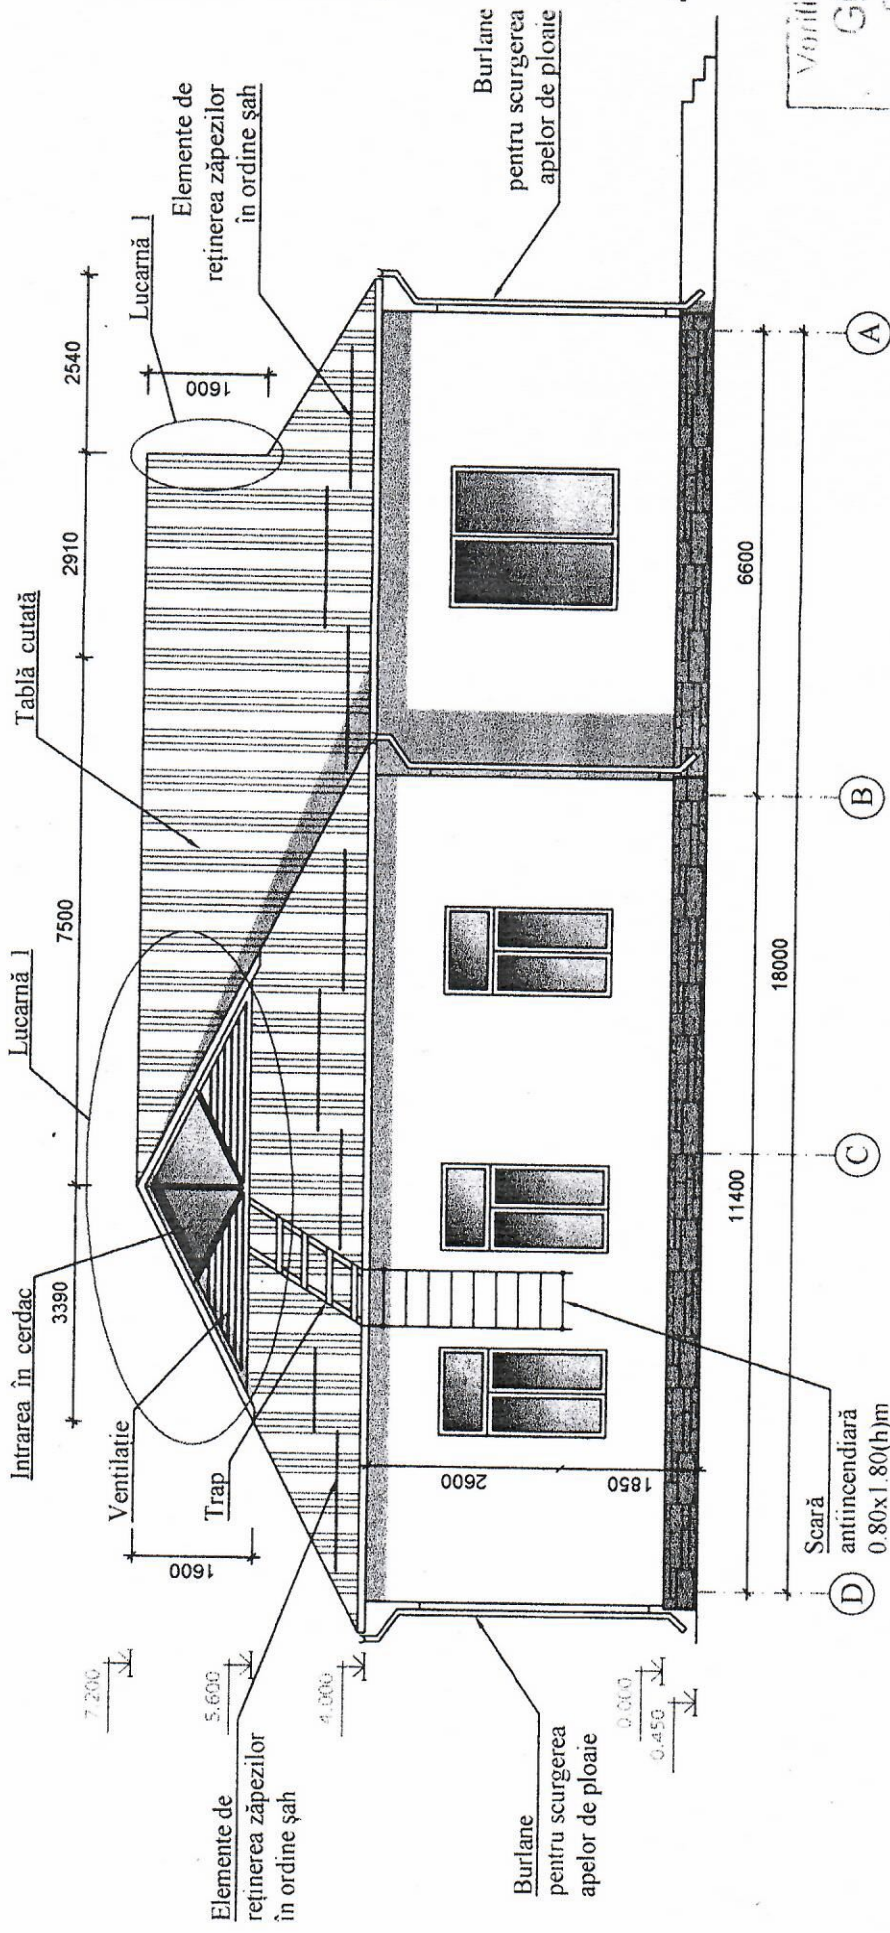 Lucarnă 1
Intrarea în cerdac
Tablă cutată
Lucarnă 1
3390
7500
2910
2540
Ventilație
1600
1600
Trap
Elemente de
reținerea zăpezilor
în ordine șah
Elemente de
reținerea zăpezilor
în ordine șah
7.200
5.600
4.000
0.000
0.450
2600
1850
Burlane
pentru scurgerea
apelor de ploaie
Burlane
pentru scurgerea
apelor de ploaie
Scară
antiincendiară
0.80x1.80(h)m
11400
6600
18000
D
C
B
A